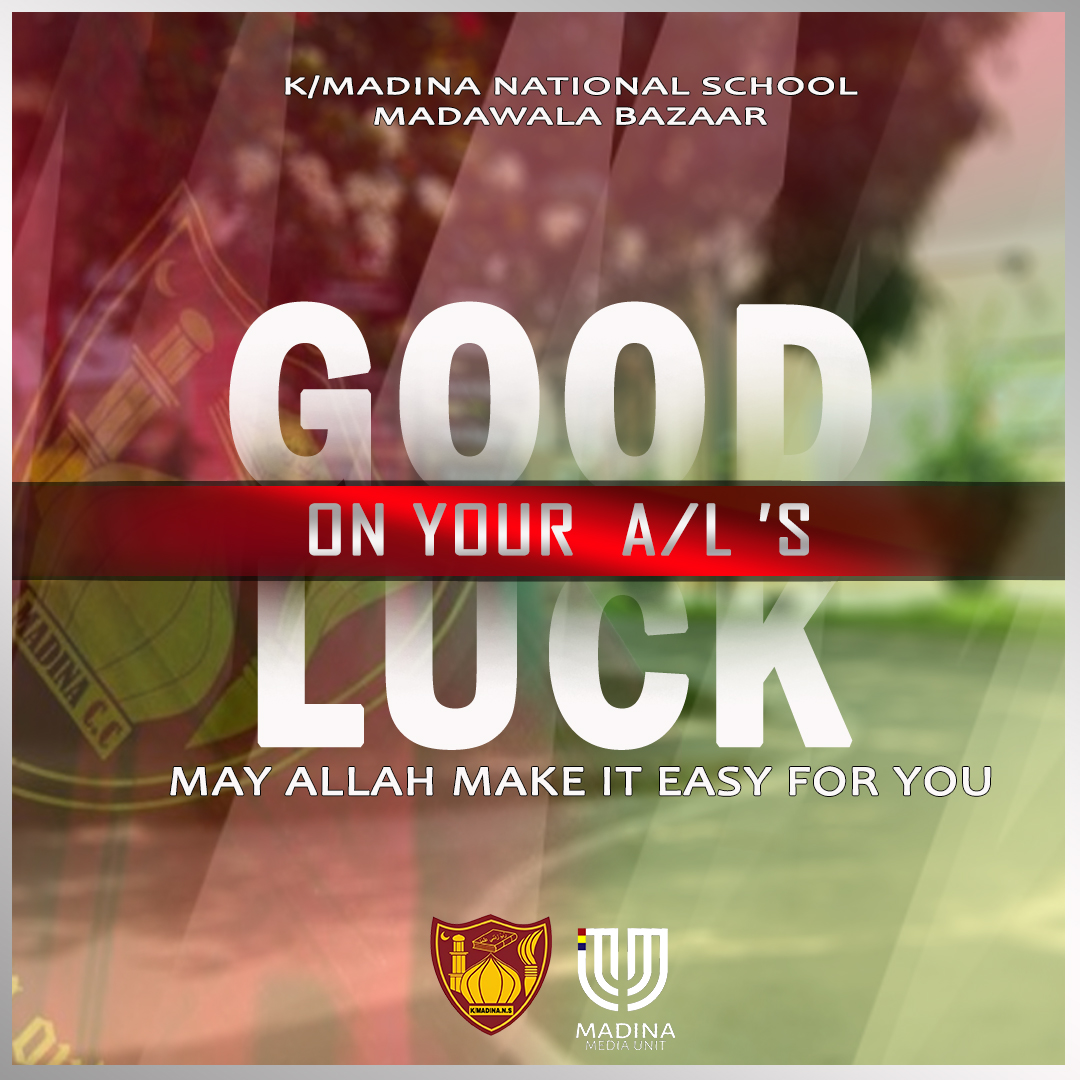 K/MADINA NATIONAL SCHOOL
MADAWALA BAZAAR
GOOD
ON YOUR A/L 'S
LUCK
MAY ALLAH MAKE IT EASY FOR YOU
MADINA C.C
K/MADINA.N.S
MADINA
MEDIA UNIT